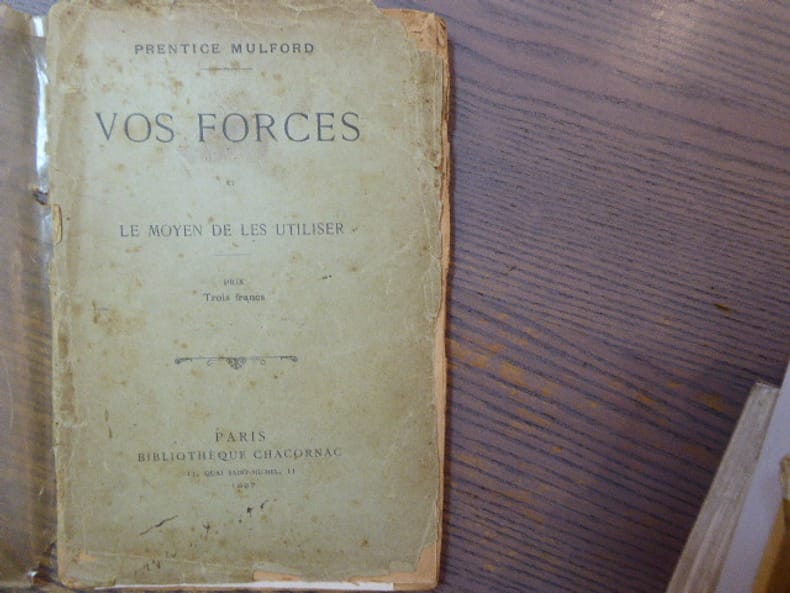 PRENTICE MULFORD
VOS FORCES
ET
LE MOYEN DE LES UTILISER
PRIX
Trois francs
PARIS
BIBLIOTHÈQUE CHACORNAC
11, QUAI SAINT-MICHEL, 11